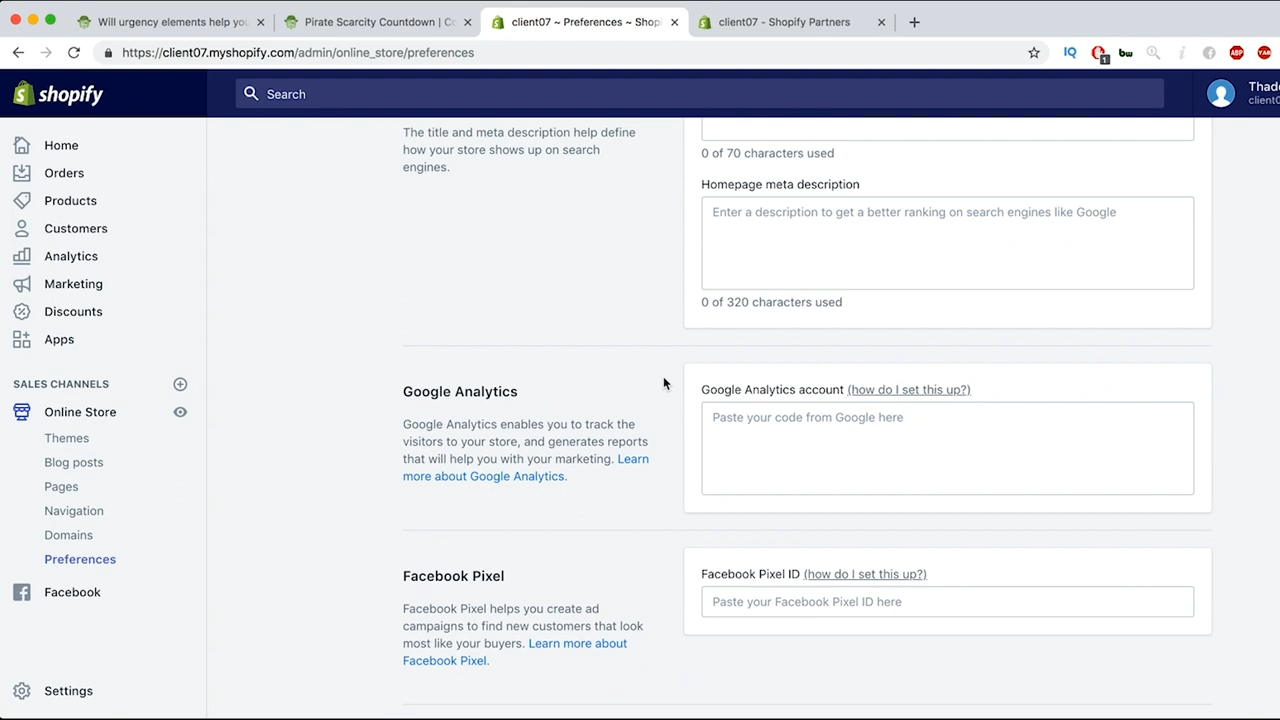 Will urgency elements help you
Pirate Scarcity Countdown | Co
client07 ~ Preferences ~ Shopi
client07 - Shopify Partners
https://client07.myshopify.com/admin/online_store/preferences
IQ
1
bw
ABP
YAB
shopify
Search
Thad
client0
Home
Orders
Products
Customers
Analytics
Marketing
Discounts
Apps
SALES CHANNELS
Online Store
Themes
Blog posts
Pages
Navigation
Domains
Preferences
Facebook
Settings
The title and meta description help define
how your store shows up on search
engines.
0 of 70 characters used
Homepage meta description
Enter a description to get a better ranking on search engines like Google
0 of 320 characters used
Google Analytics
Google Analytics enables you to track the
visitors to your store, and generates reports
that will help you with your marketing. Learn
more about Google Analytics.
Google Analytics account (how do I set this up?)
Paste your code from Google here
Facebook Pixel
Facebook Pixel helps you create ad
campaigns to find new customers that look
most like your buyers. Learn more about
Facebook Pixel.
Facebook Pixel ID (how do I set this up?)
Paste your Facebook Pixel ID here